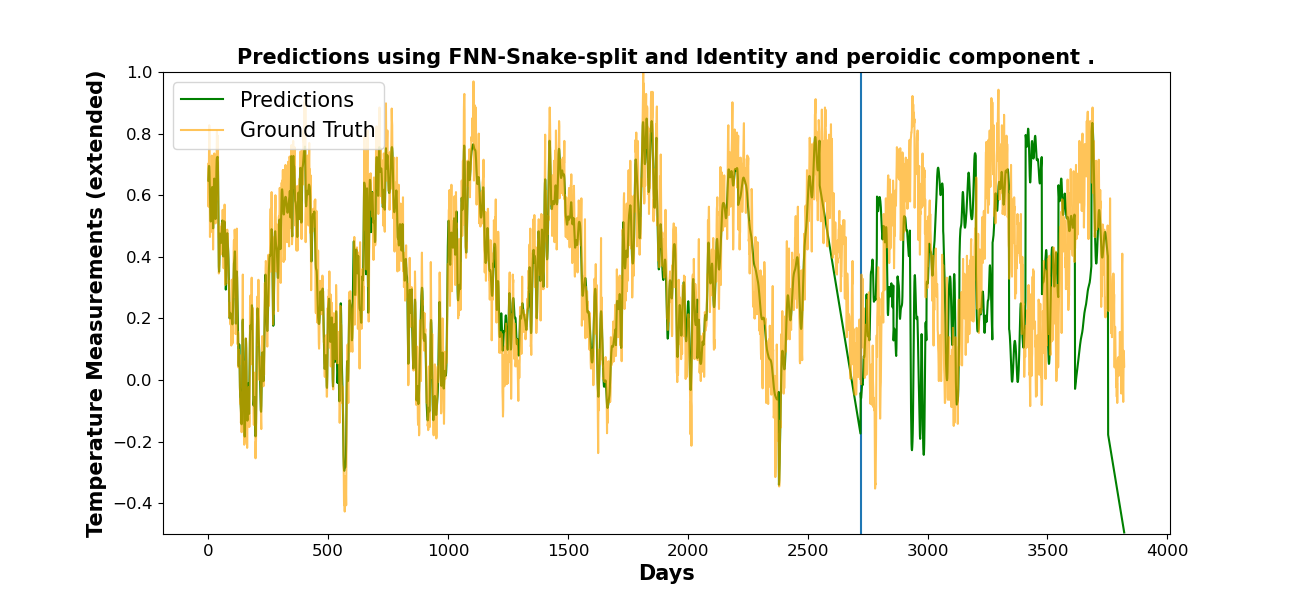 Predictions using FNN-Snake-split and Identity and peroidic component .
Temperature Measurements (extended)
1.0
0.8
0.6
0.4
0.2
0.0
−0.2
−0.4
Predictions
Ground Truth
0 500 1000 1500 2000 2500 3000 3500 4000
Days